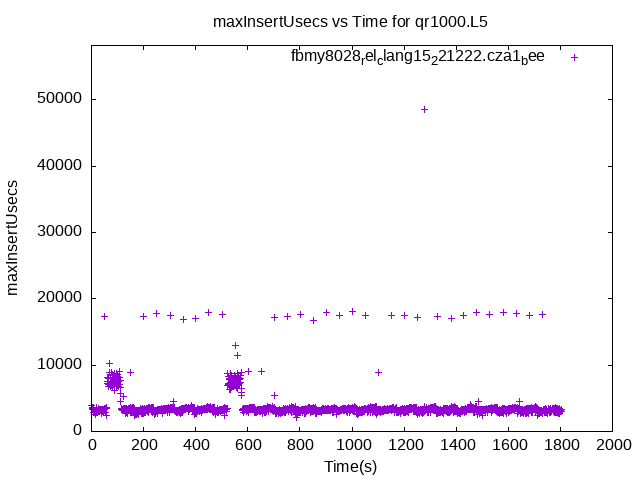 maxInsertUsecs vs Time for qr1000.L5
fbmy8028relclang15221222.cza1bee
50000
40000
30000
20000
10000
0
maxInsertUsecs
0 200 400 600 800 1000 1200 1400 1600 1800 2000
Time(s)